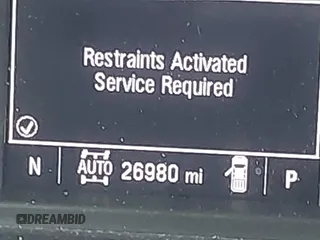 Restraints Activated
Service Required
N AUTO 26980 mi P
DREAMBID